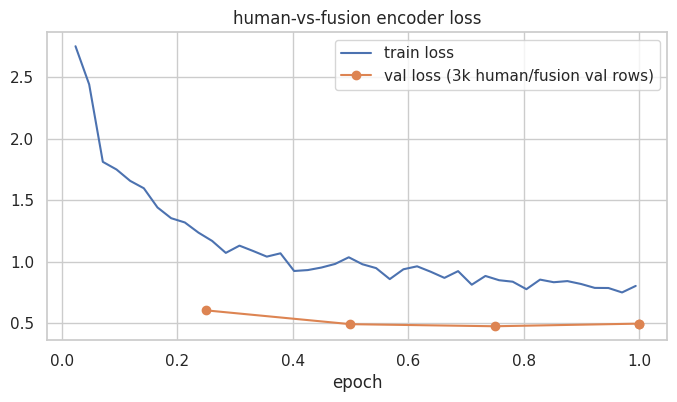 human-vs-fusion encoder loss
train loss
val loss (3k human/fusion val rows)
2.5
2.0
1.5
1.0
0.5
0.0 0.2 0.4 0.6 0.8 1.0
epoch